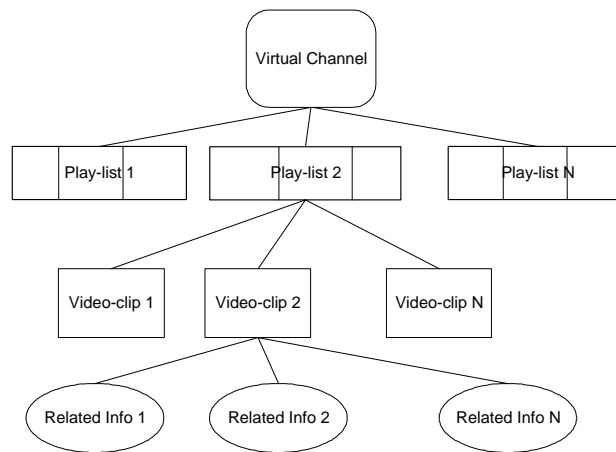 Virtual Channel
Play-list 1
Play-list 2
Play-list N
Video-clip 1
Video-clip 2
Video-clip N
Related Info 1
Related Info 2
Related Info N